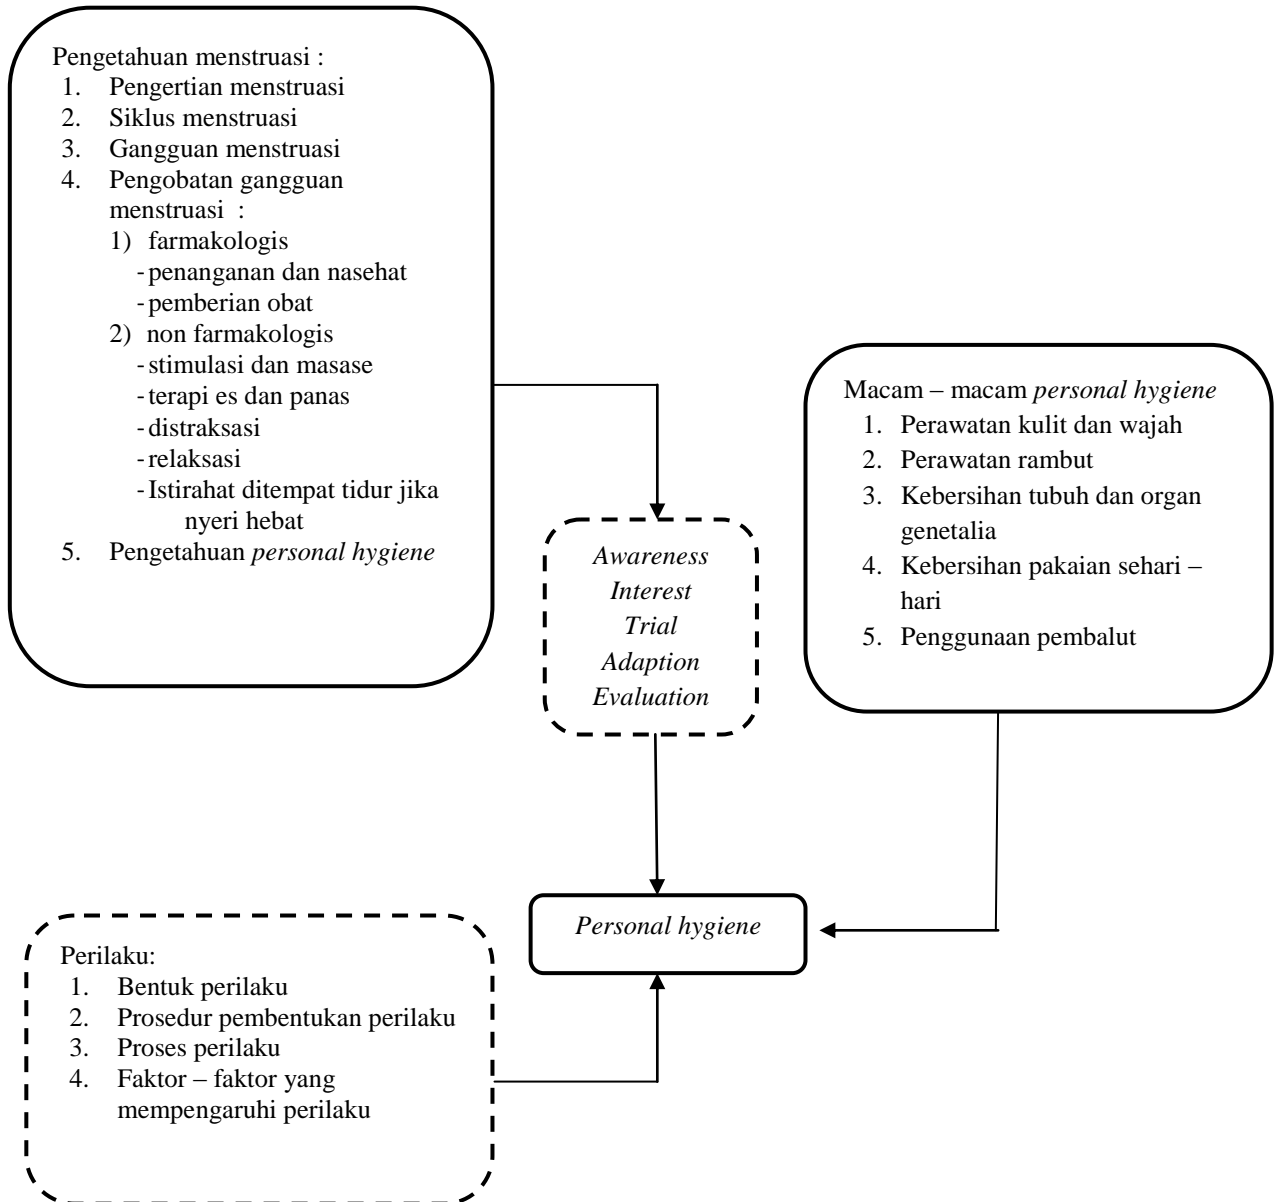 Pengetahuan menstruasi :
1. Pengertian menstruasi
2. Siklus menstruasi
3. Gangguan menstruasi
4. Pengobatan gangguan
menstruasi :
1) farmakologis
- penanganan dan nasehat
- pemberian obat
2) non farmakologis
- stimulasi dan masase
- terapi es dan panas
- distraksasi
- relaksasi
- Istirahat ditempat tidur jika
nyeri hebat
5. Pengetahuan personal hygiene
Awareness
Interest
Trial
Adaption
Evaluation
Macam – macam personal hygiene
1. Perawatan kulit dan wajah
2. Perawatan rambut
3. Kebersihan tubuh dan organ
genetalia
4. Kebersihan pakaian sehari –
hari
5. Penggunaan pembalut
Personal hygiene
Perilaku:
1. Bentuk perilaku
2. Prosedur pembentukan perilaku
3. Proses perilaku
4. Faktor – faktor yang
mempengaruhi perilaku